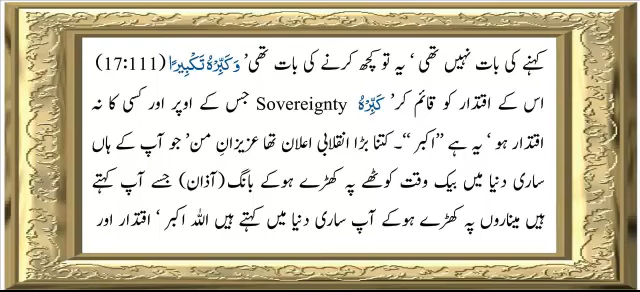 کہنے کی بات نہیں تھی ‘ یہ تو کچھ کرنے کی بات تھی’ وَكَبِّرْهُ تَكْبِيرًا (17:111)
اس کے اقتدار کو قائم کر’ كَبِّرْهُ Sovereignty جس کے اوپر اور کسی کا نہ
اقتدار ہو ‘ یہ ہے ”اکبر “۔ کتنا بڑا انقلابی اعلان تھا عزیزانِ من’ جو آپ کے ہاں
ساری دنیا میں بیک وقت کوٹھے پہ کھڑے ہوکے بانگ (آذان) جسے آپ کہتے
ہیں میناروں پہ کھڑے ہوکے آپ ساری دنیا میں کہتے ہیں اللہ اکبر ‘ اقتدار اور